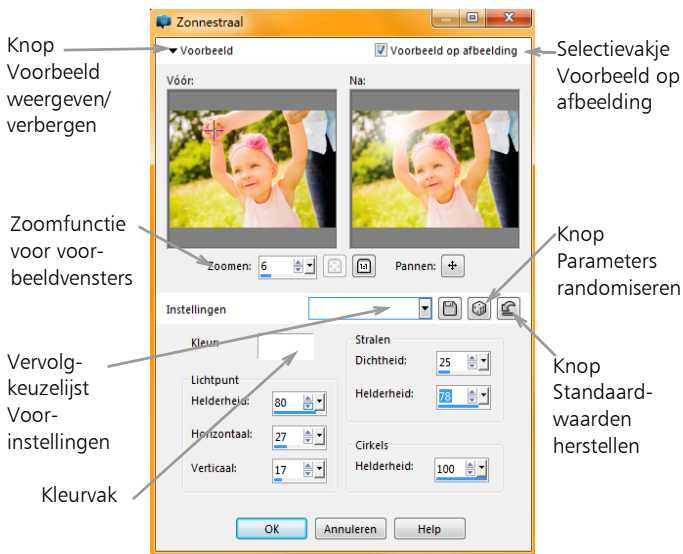 Zonnestraal
Knop
Voorbeeld
weergeven/
verbergen
Voorbeeld
Voorbeeld op afbeelding
Selectievakje
Voorbeeld op
afbeelding
Vóór:
Na:
Zoomfunctie
voor voor-
beeldvensters
Zoomen: 6
1:1
Pannen:
Knop
Parameters
randomiseren
Instellingen
Vervolg-
keuzelijst
Voor-
instellingen
Kleur:
Lichtpunt
Helderheid: 80
Horizontaal: 27
Verticaal: 17
Stralen
Dichtheid: 25
Helderheid: 78
Cirkels
Helderheid: 100
Knop
Standaard-
waarden
herstellen
Kleurvak
OK
Annuleren
Help